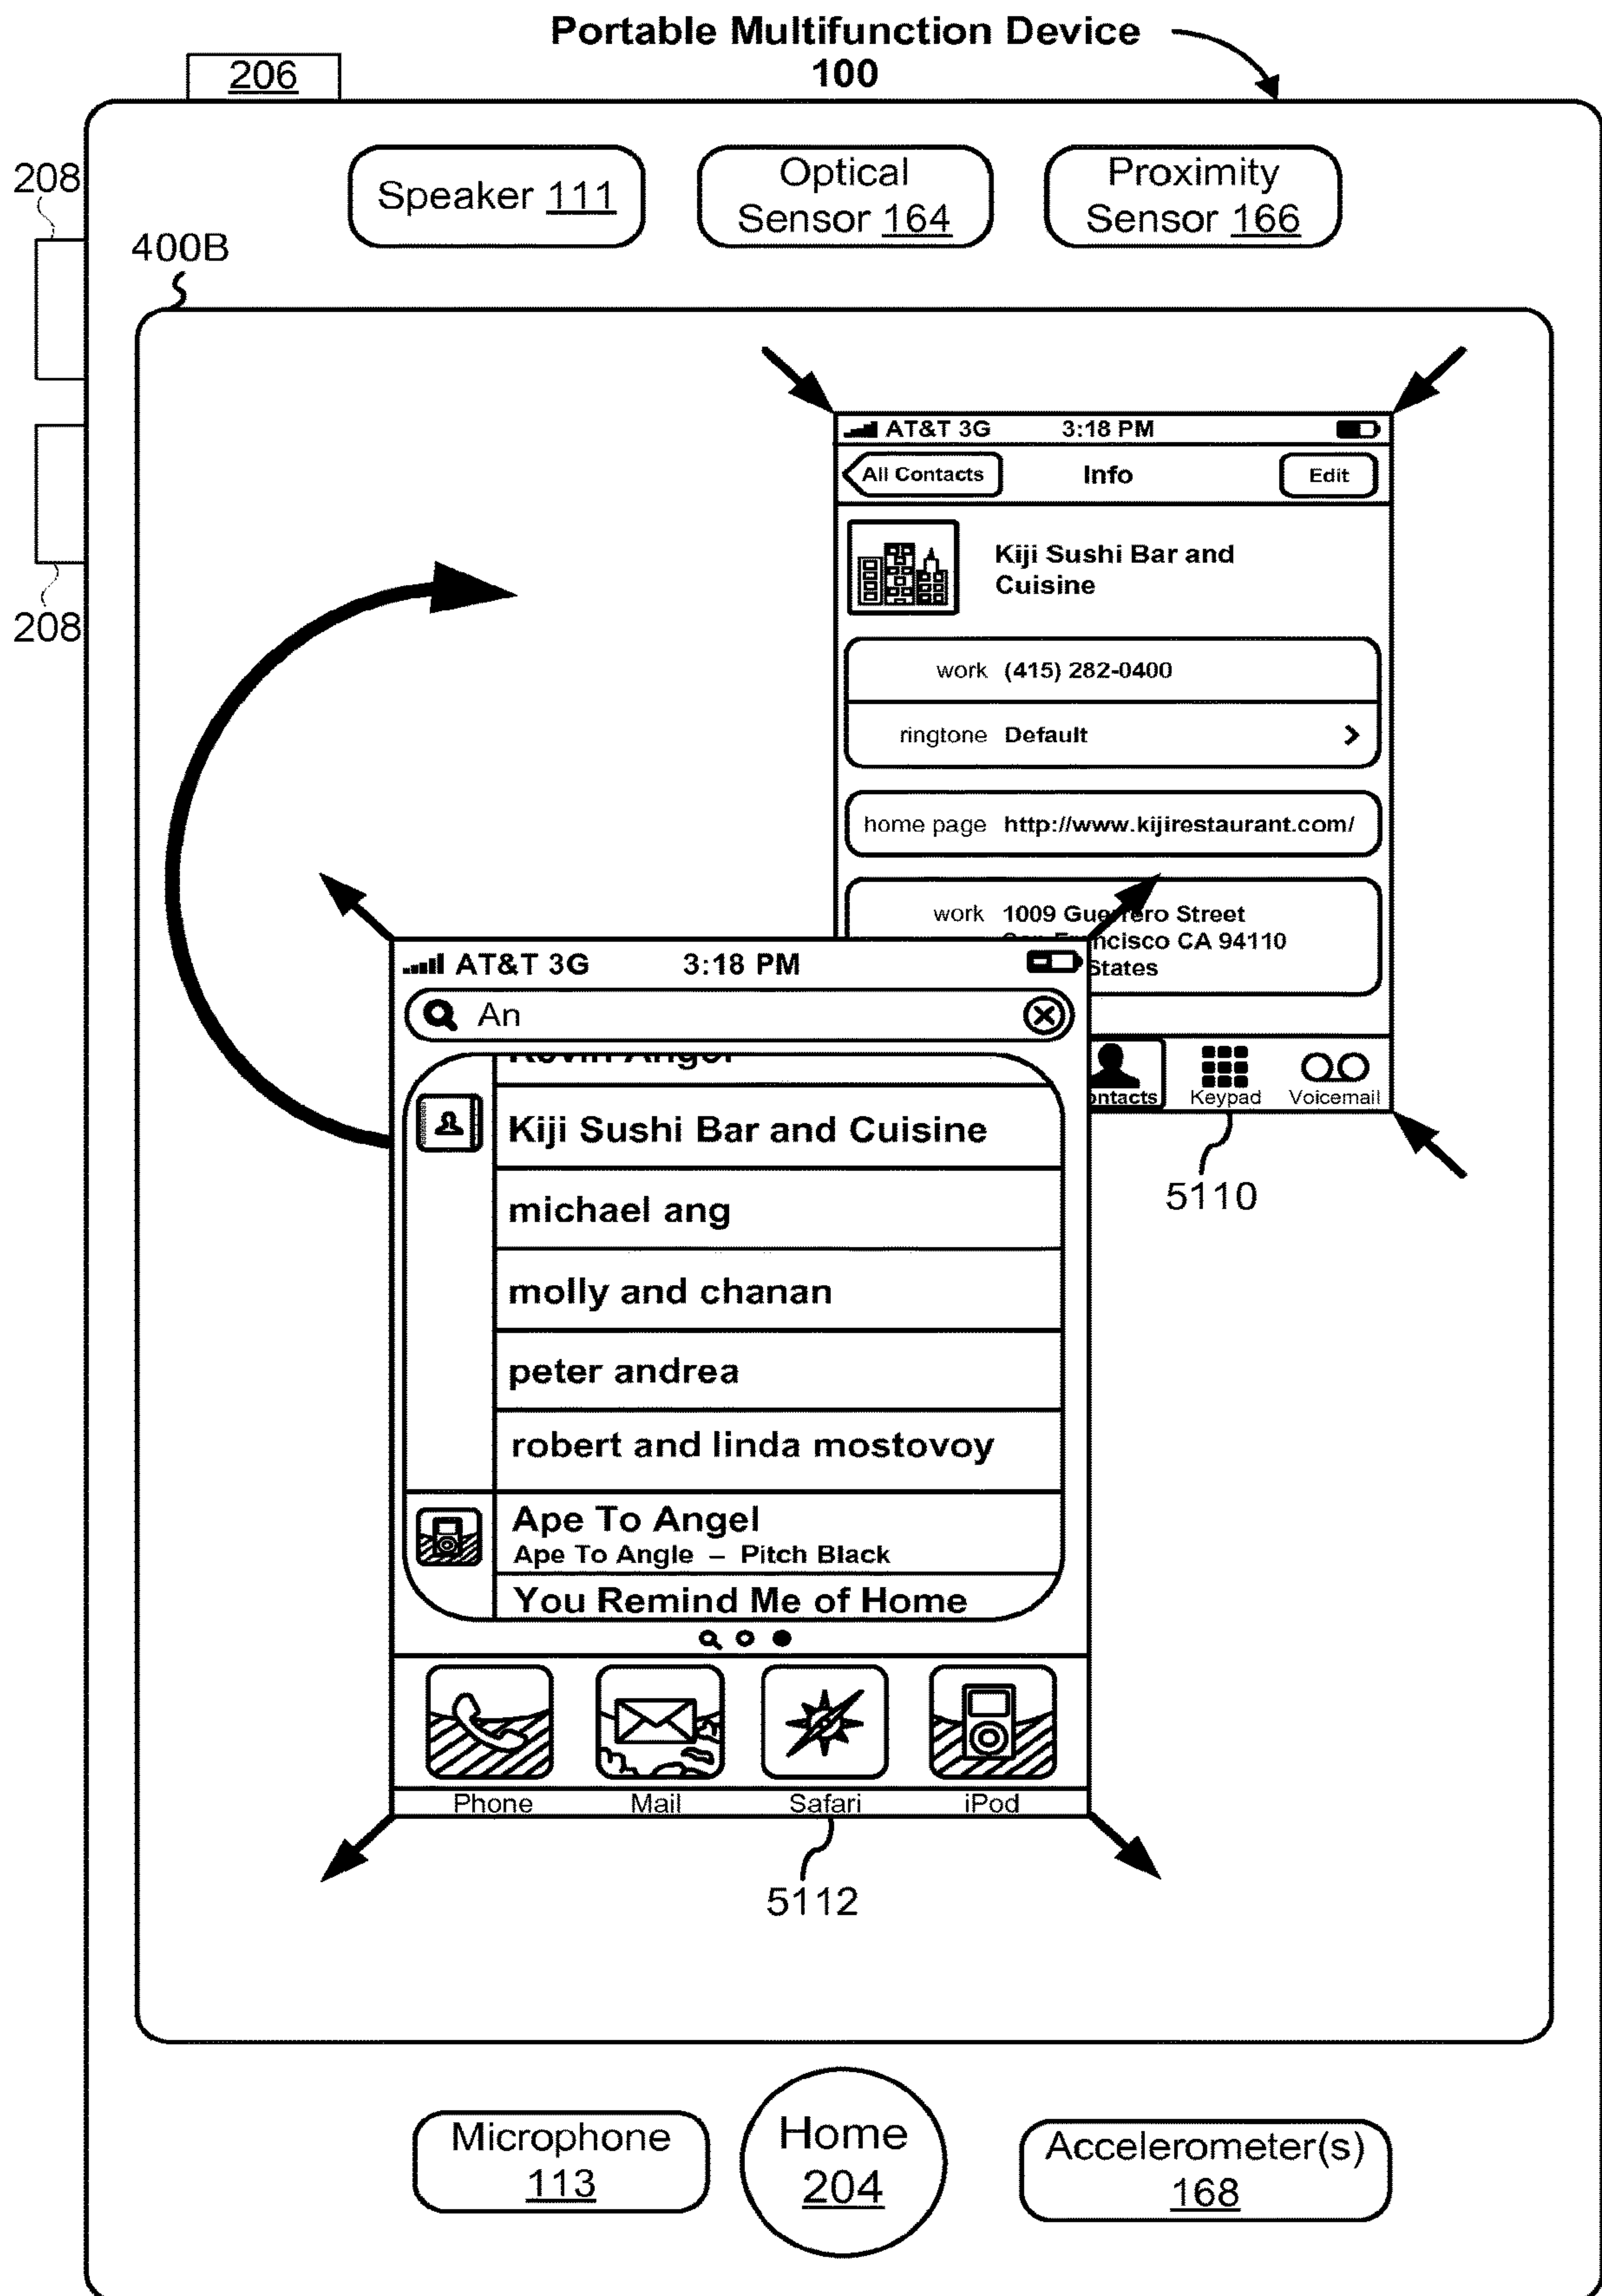 Portable Multifunction Device
100
206
208
208
400B
Speaker 111
Optical
Sensor 164
Proximity
Sensor 166
AT&T 3G 3:18 PM
All Contacts Info Edit
Kiji Sushi Bar and
Cuisine
work (415) 282-0400
ringtone Default
home page http://www.kijirestaurant.com/
work 1009 Guerrero Street
CA 94110
States
Keypad Voicemail
5110
AT&T 3G 3:18 PM
An
Kiji Sushi Bar and Cuisine
michael ang
molly and chanan
peter andrea
robert and linda mostovoy
Ape To Angel
Ape To Angle – Pitch Black
You Remind Me of Home
Phone Mail Safari iPod
5112
Microphone
113
Home
204
Accelerometer(s)
168